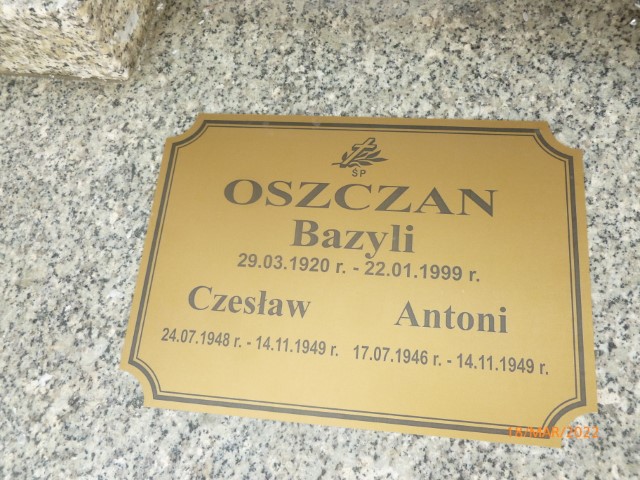 ŚP
OSZCZAN
Bazyli
29.03.1920 r. - 22.01.1999 r.
Czesław Antoni
24.07.1948 r. - 14.11.1949 r. 17.07.1946 r. - 14.11.1949 r.